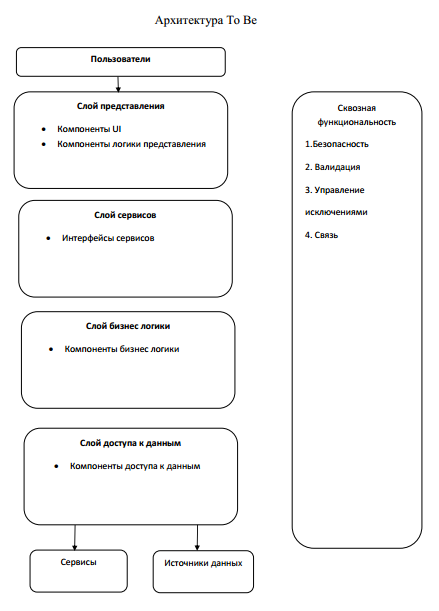 Архитектура To Be
Пользователи
Слой представления
• Компоненты UI
• Компоненты логики представления
Слой сервисов
• Интерфейсы сервисов
Слой бизнес логики
• Компоненты бизнес логики
Слой доступа к данным
• Компоненты доступа к данным
Сервисы
Источники данных
Сквозная
функциональность
1.Безопасность
2. Валидация
3. Управление
исключениями
4. Связь